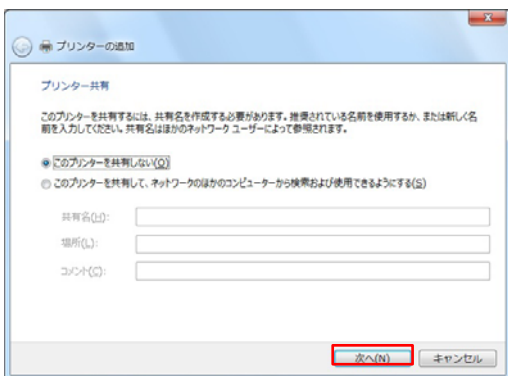 プリンターの追加
プリンター共有
このプリンターを共有するには、共有名を作成する必要があります。推奨されている名前を使用するか、または新しく名
前を入力してください。共有名はほかのネットワーク ユーザーによって参照されます。
このプリンターを共有しない(O)
このプリンターを共有して、ネットワークのほかのコンピューターから検索および使用できるようにする(S)
共有名(H):
場所(L):
コメント(C):
次へ(N)
キャンセル